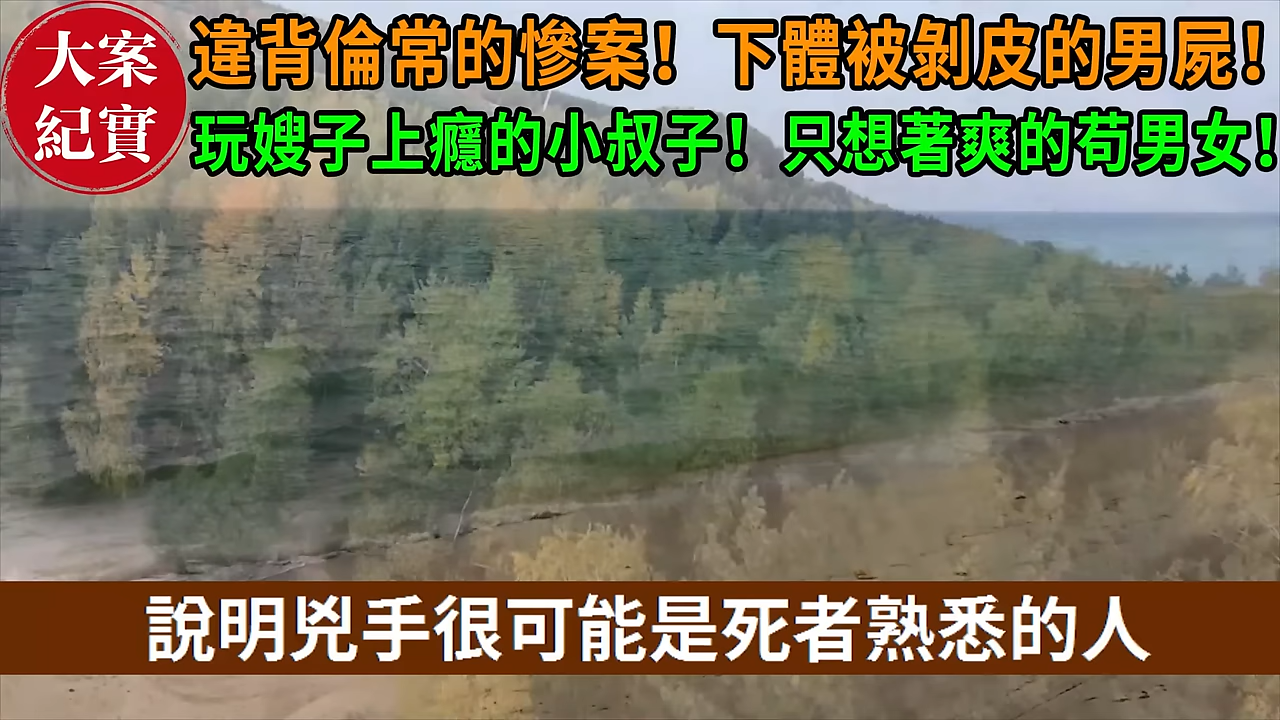 大案
紀實
違背倫常的慘案！下體被剝皮的男屍！
玩嫂子上癮的小叔子！只想著爽的苟男女！
說明兇手很可能是死者熟悉的人